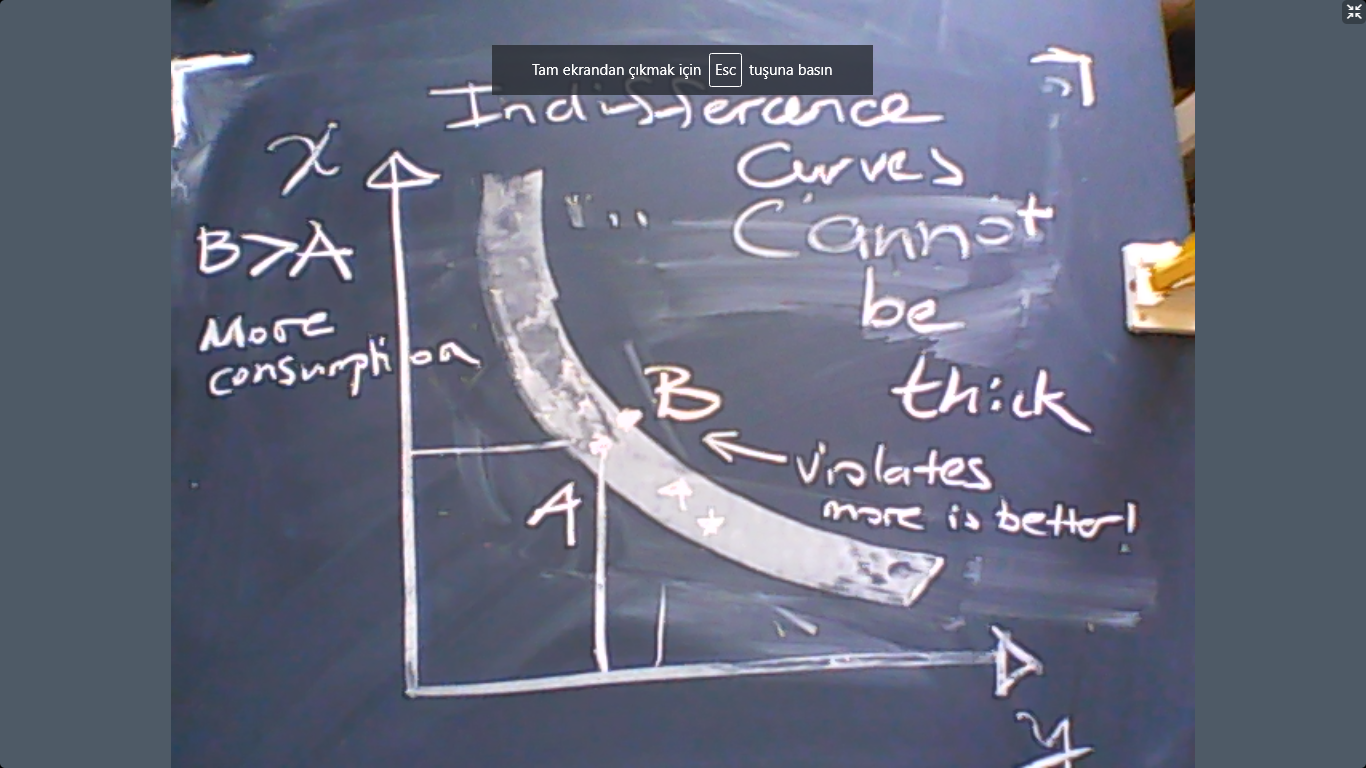 Tam ekrandan çıkmak için Esc tuşuna basın
Indifference
Curves
Cannot
be
thick
X
B>A
More
consumption
B
A
violates
more is better!
y